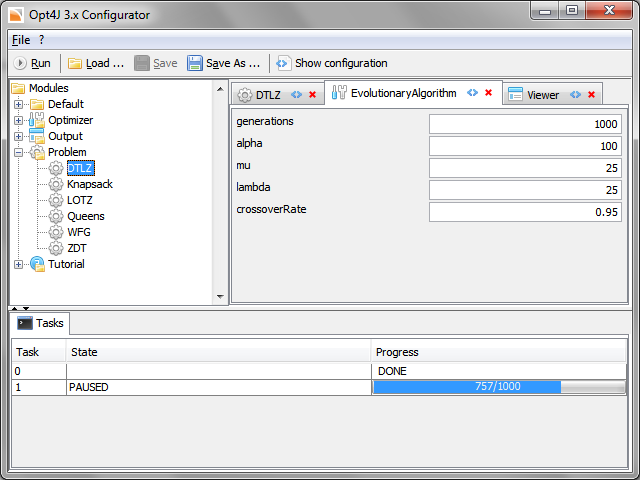 Opt4J 3.x Configurator
File ?
Run Load ... Save Save As ... Show configuration
Modules
Default
Optimizer
Output
Problem
DTLZ
Knapsack
LOTZ
Queens
WFG
ZDT
Tutorial
DTLZ EvolutionaryAlgorithm Viewer
generations 1000
alpha 100
mu 25
lambda 25
crossoverRate 0.95
Tasks
Task State Progress
0 DONE
1 PAUSED 757/1000